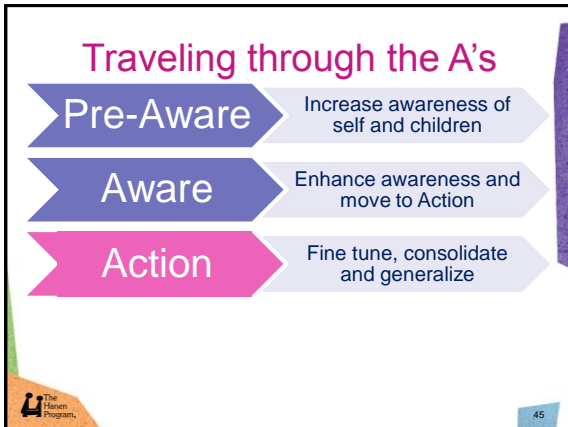 Traveling through the A's
Pre-Aware
Increase awareness of
self and children
Aware
Enhance awareness and
move to Action
Action
Fine tune, consolidate
and generalize
The
Hanen
Program.
45